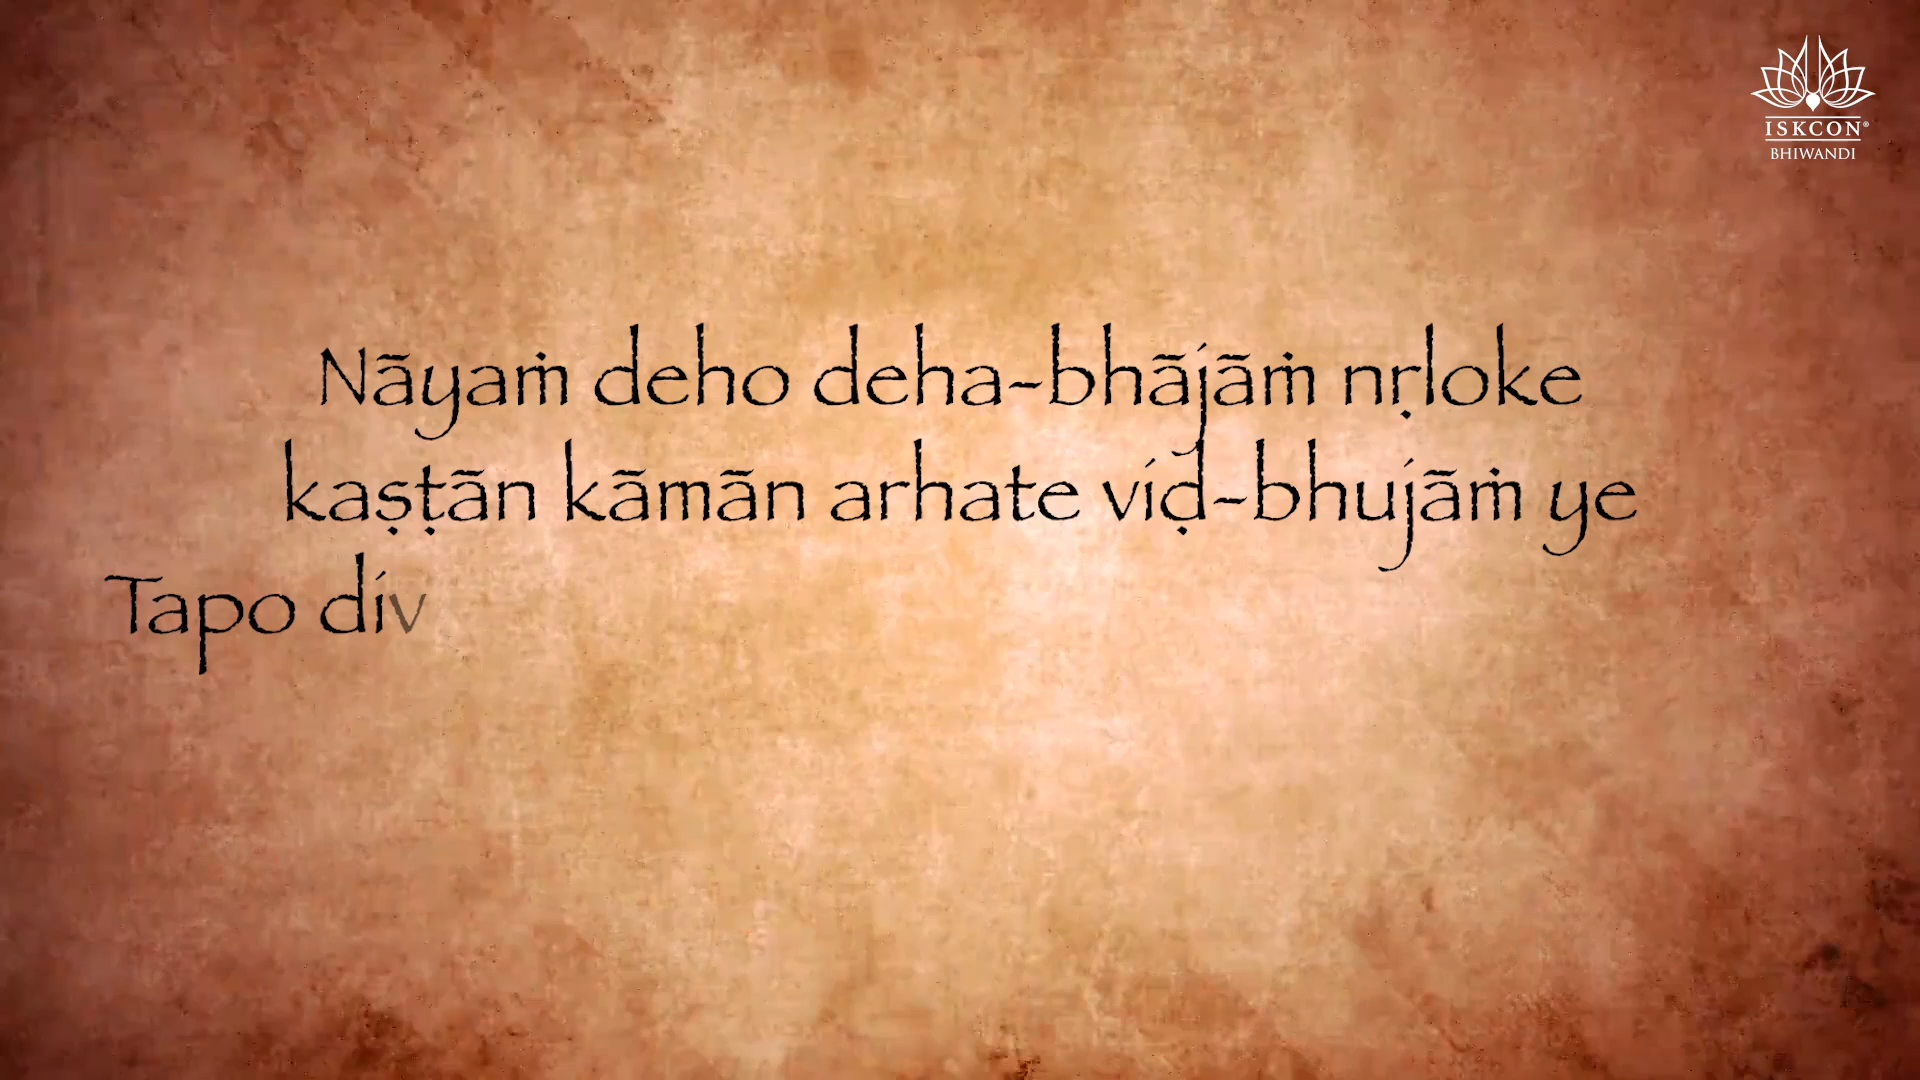 ISKCON®
BHIWANDI
Nāyaṁ deho deha-bhājāṁ nṛloke
kaṣṭān kāmān arhate viḍ-bhujāṁ ye
Tapo div